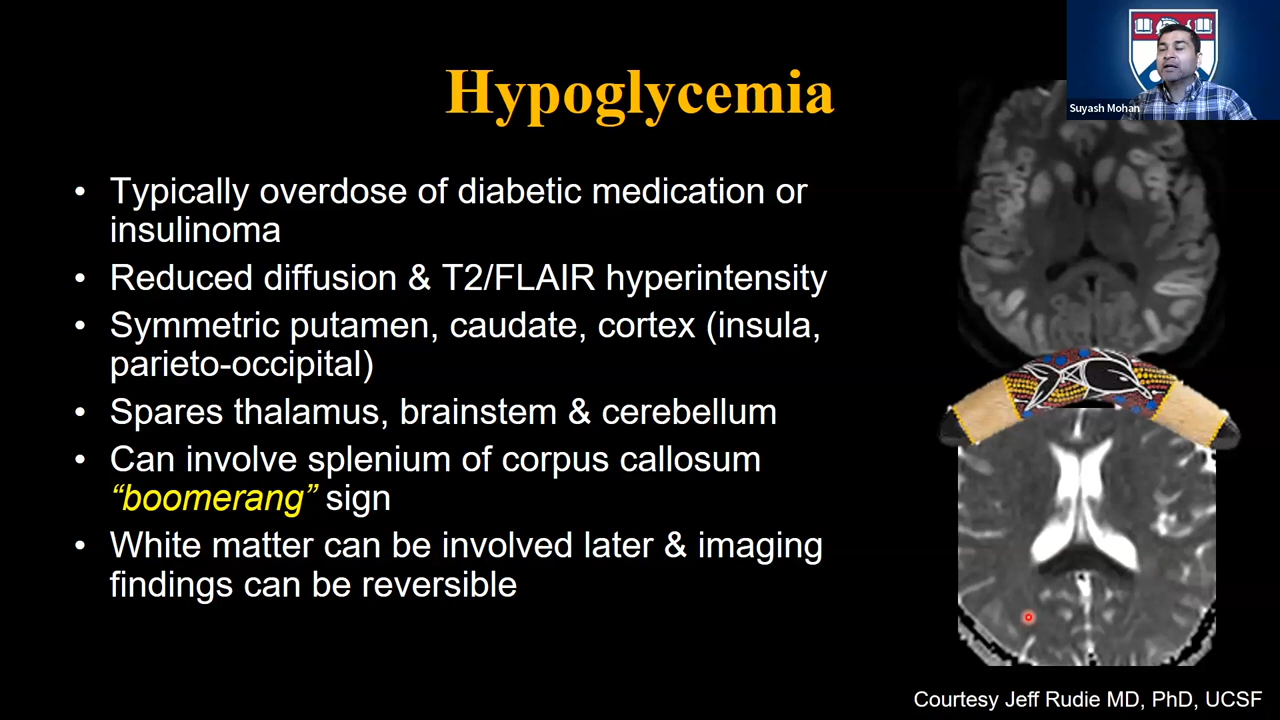 Suyash Mohan
Hypoglycemia
• Typically overdose of diabetic medication or
insulinoma
• Reduced diffusion & T2/FLAIR hyperintensity
• Symmetric putamen, caudate, cortex (insula,
parieto-occipital)
• Spares thalamus, brainstem & cerebellum
• Can involve splenium of corpus callosum
“boomerang” sign
• White matter can be involved later & imaging
findings can be reversible
Courtesy Jeff Rudie MD, PhD, UCSF